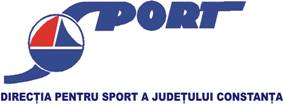 SPORT
DIRECȚIA PENTRU SPORT A JUDEȚULUI CONSTANȚA